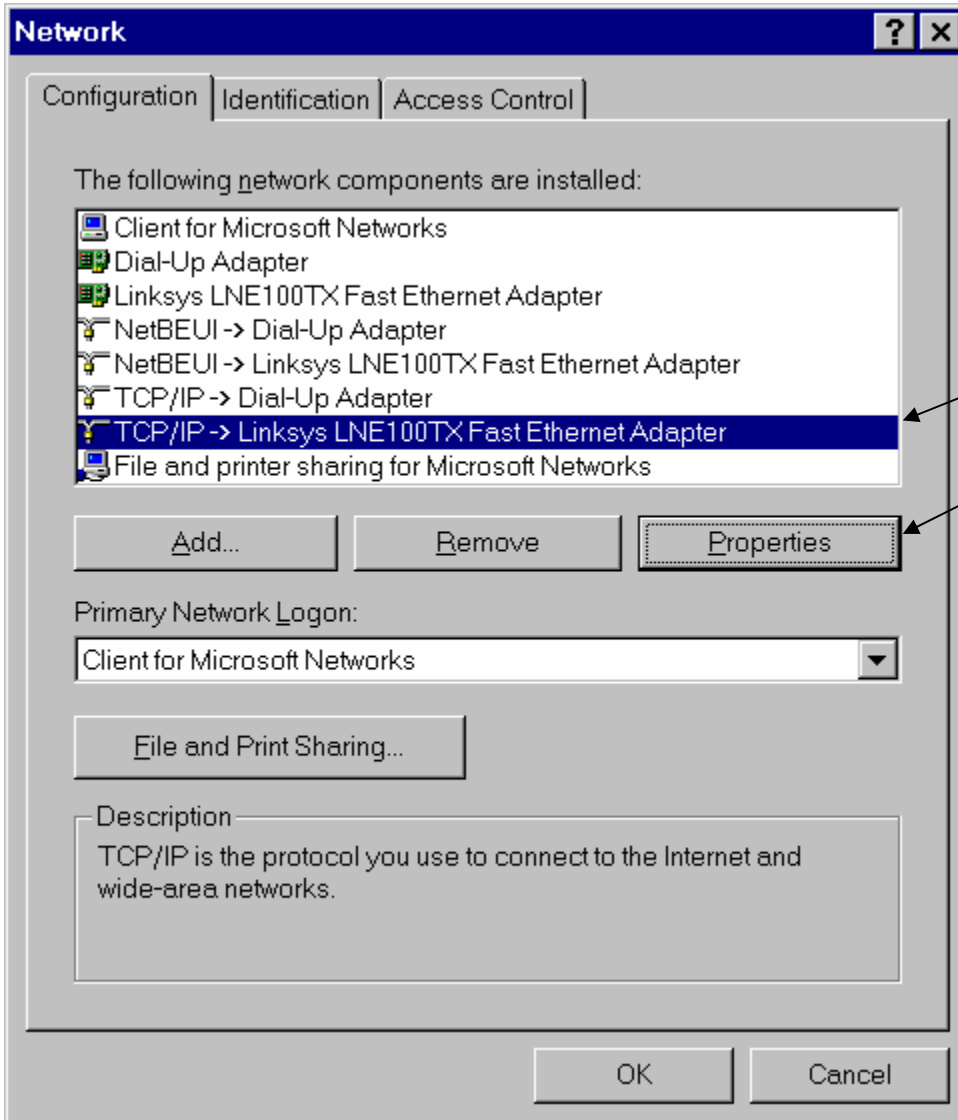 Network
Configuration Identification Access Control
The following network components are installed:
Client for Microsoft Networks
Dial-Up Adapter
Linksys LNE100TX Fast Ethernet Adapter
NetBEUI -> Dial-Up Adapter
NetBEUI -> Linksys LNE100TX Fast Ethernet Adapter
TCP/IP -> Dial-Up Adapter
TCP/IP -> Linksys LNE100TX Fast Ethernet Adapter
File and printer sharing for Microsoft Networks
Add... Remove Properties
Primary Network Logon:
Client for Microsoft Networks
File and Print Sharing...
Description
TCP/IP is the protocol you use to connect to the Internet and
wide-area networks.
OK Cancel